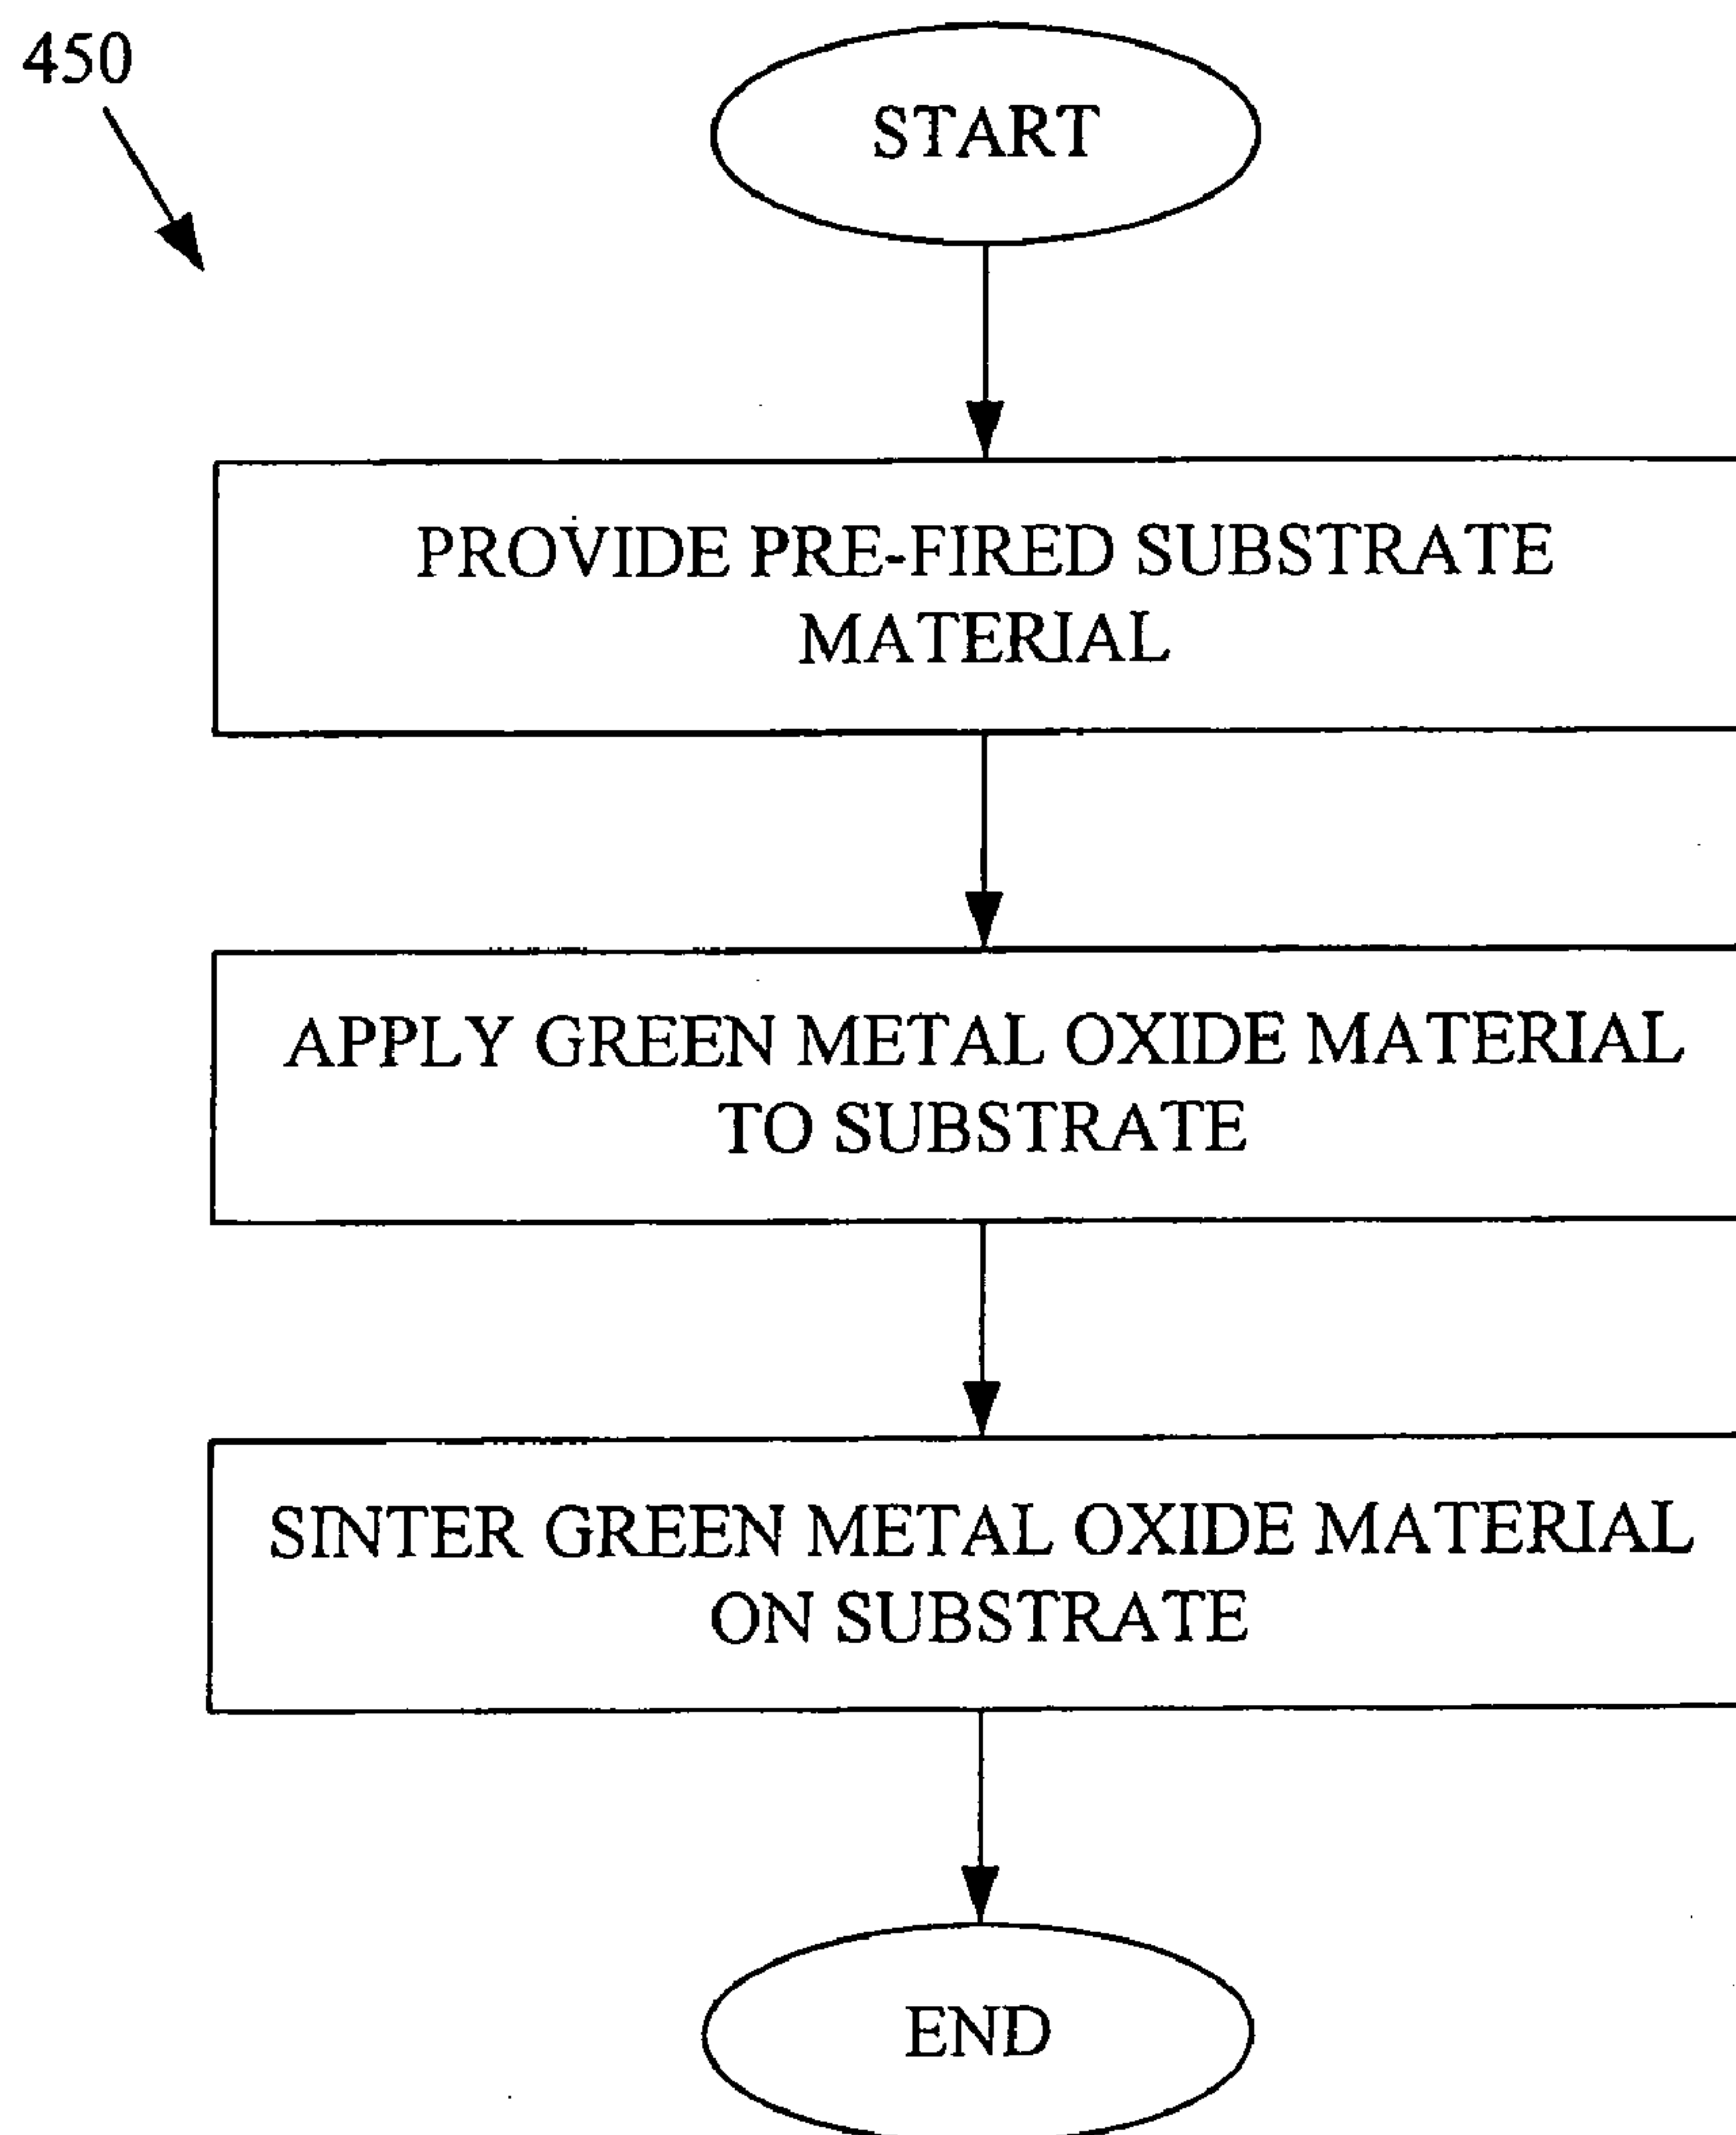 450
START
PROVIDE PRE-FIRED SUBSTRATE
MATERIAL
APPLY GREEN METAL OXIDE MATERIAL
TO SUBSTRATE
SINTER GREEN METAL OXIDE MATERIAL
ON SUBSTRATE
END